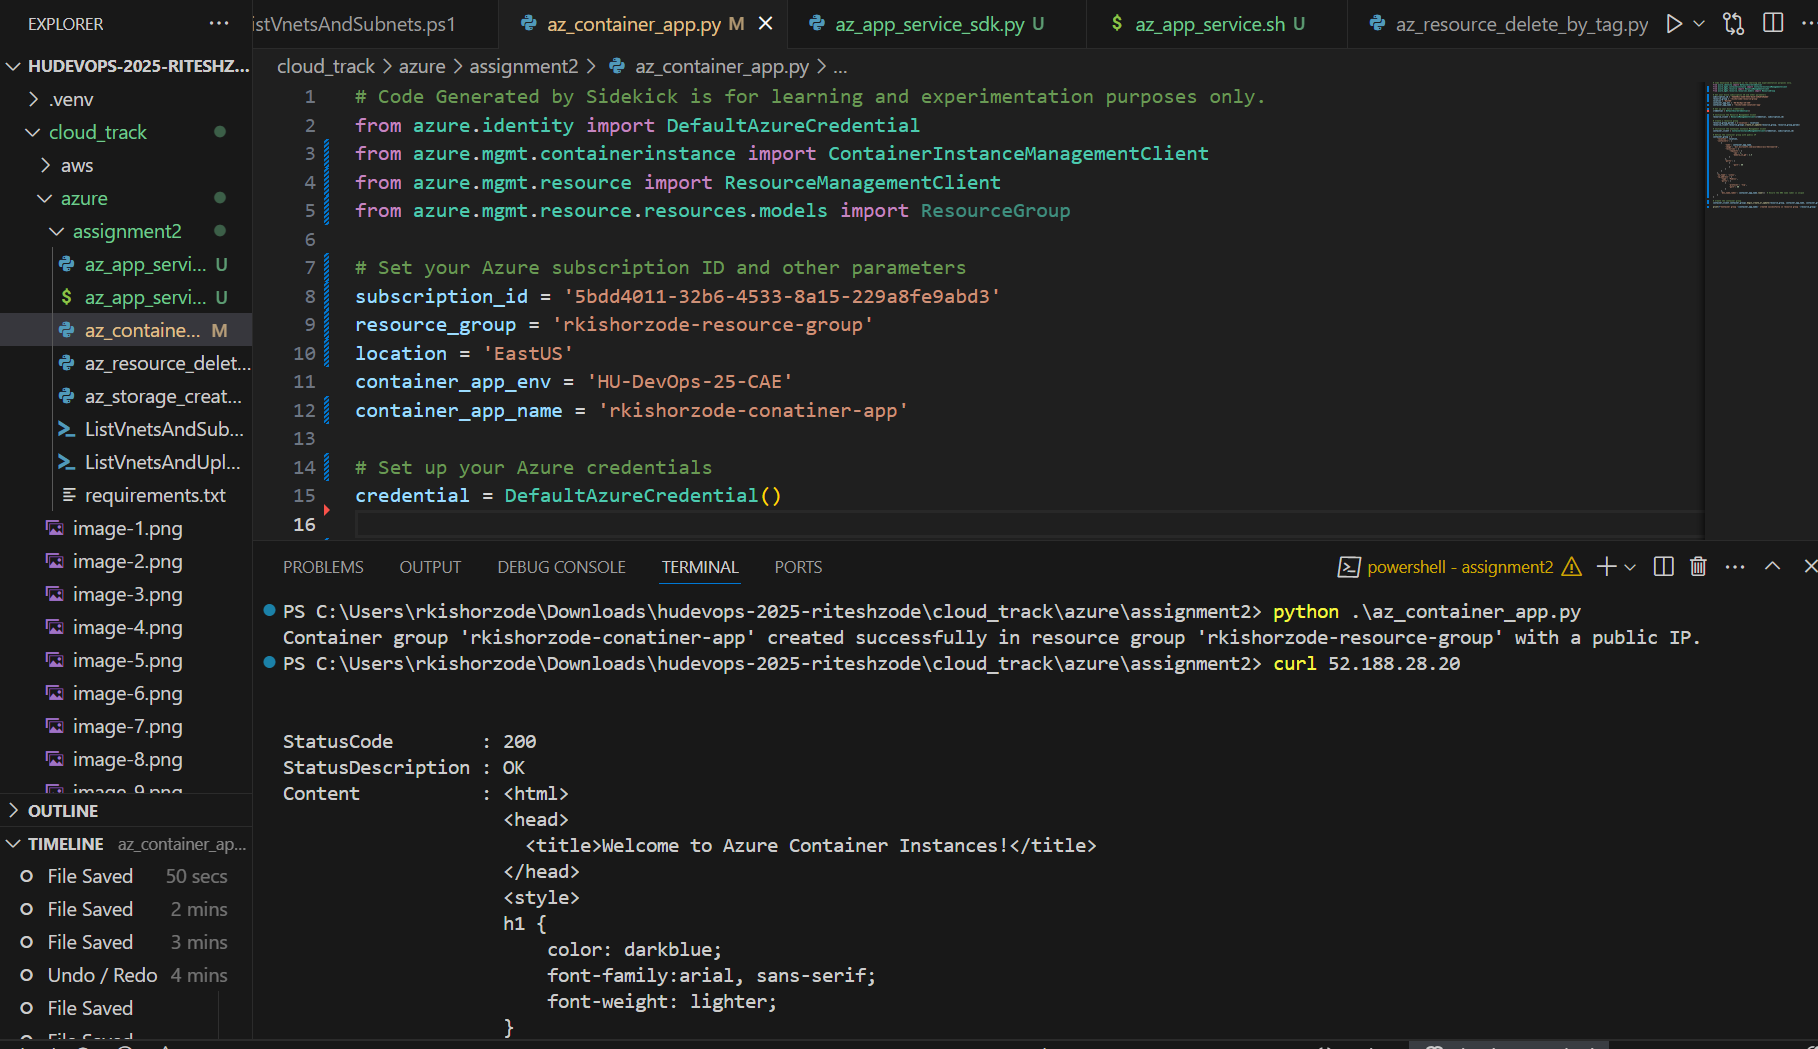 EXPLORER
···
istVnetsAndSubnets.ps1
az_container_app.py M
az_app_service_sdk.py U
$ az_app_service.sh U
az_resource_delete_by_tag.py
HUDEVOPS-2025-RITESHZ...
.venv
cloud_track
aws
azure
assignment2
az_app_servi... U
$ az_app_servi... U
az_containe... M
az_resource_delet...
az_storage_creat...
ListVnetsAndSub...
ListVnetsAndUpl...
requirements.txt
image-1.png
image-2.png
image-3.png
image-4.png
image-5.png
image-6.png
image-7.png
image-8.png
image-9.png
OUTLINE
TIMELINE az_container_ap...
File Saved 50 secs
File Saved 2 mins
File Saved 3 mins
Undo / Redo 4 mins
File Saved
File Saved
cloud_track > azure > assignment2 > az_container_app.py > ...
1 # Code Generated by Sidekick is for learning and experimentation purposes only.
2 from azure.identity import DefaultAzureCredential
3 from azure.mgmt.containerinstance import ContainerInstanceManagementClient
4 from azure.mgmt.resource import ResourceManagementClient
5 from azure.mgmt.resource.resources.models import ResourceGroup
6
7 # Set your Azure subscription ID and other parameters
8 subscription_id = '5bdd4011-32b6-4533-8a15-229a8fe9abd3'
9 resource_group = 'rkishorzode-resource-group'
10 location = 'EastUS'
11 container_app_env = 'HU-DevOps-25-CAE'
12 container_app_name = 'rkishorzode-conatiner-app'
13
14 # Set up your Azure credentials
15 credential = DefaultAzureCredential()
16
PROBLEMS OUTPUT DEBUG CONSOLE TERMINAL PORTS
powershell - assignment2
PS C:\Users\rkishorzode\Downloads\hudevops-2025-riteshzode\cloud_track\azure\assignment2> python .\az_container_app.py
Container group 'rkishorzode-conatiner-app' created successfully in resource group 'rkishorzode-resource-group' with a public IP.
PS C:\Users\rkishorzode\Downloads\hudevops-2025-riteshzode\cloud_track\azure\assignment2> curl 52.188.28.20
StatusCode : 200
StatusDescription : OK
Content : <html>
<head>
<title>Welcome to Azure Container Instances!</title>
</head>
<style>
h1 {
color: darkblue;
font-family:arial, sans-serif;
font-weight: lighter;
}